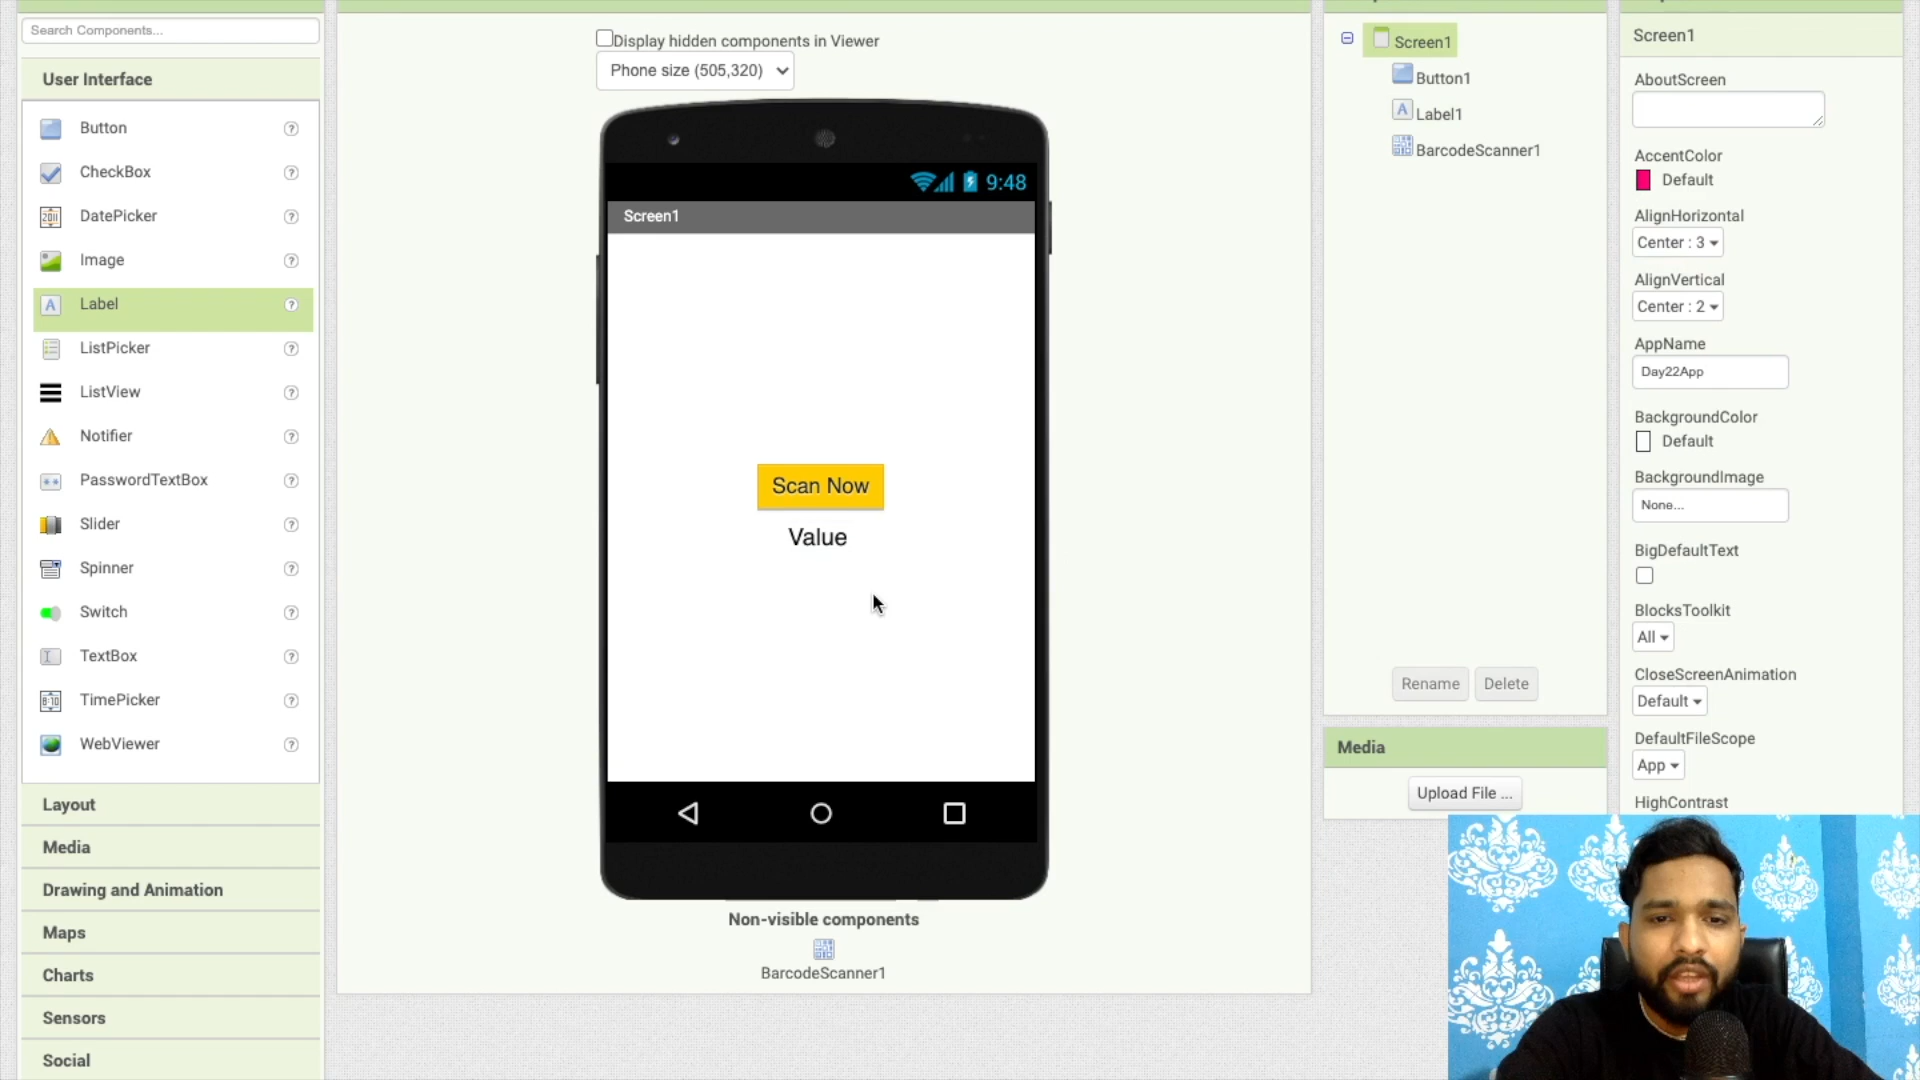 Search Components...
User Interface
Button
CheckBox
DatePicker
Image
Label
ListPicker
ListView
Notifier
PasswordTextBox
Slider
Spinner
Switch
TextBox
TimePicker
WebViewer
Layout
Media
Drawing and Animation
Maps
Charts
Sensors
Social
Display hidden components in Viewer
Phone size (505,320)
9:48
Screen1
Scan Now
Value
Non-visible components
BarcodeScanner1
Screen1
Button1
Label1
BarcodeScanner1
Rename
Delete
Media
Upload File ...
Screen1
AboutScreen
AccentColor
Default
AlignHorizontal
Center : 3
AlignVertical
Center : 2
AppName
Day22App
BackgroundColor
Default
BackgroundImage
None...
BigDefaultText
BlocksToolkit
All
CloseScreenAnimation
Default
DefaultFileScope
App
HighContrast